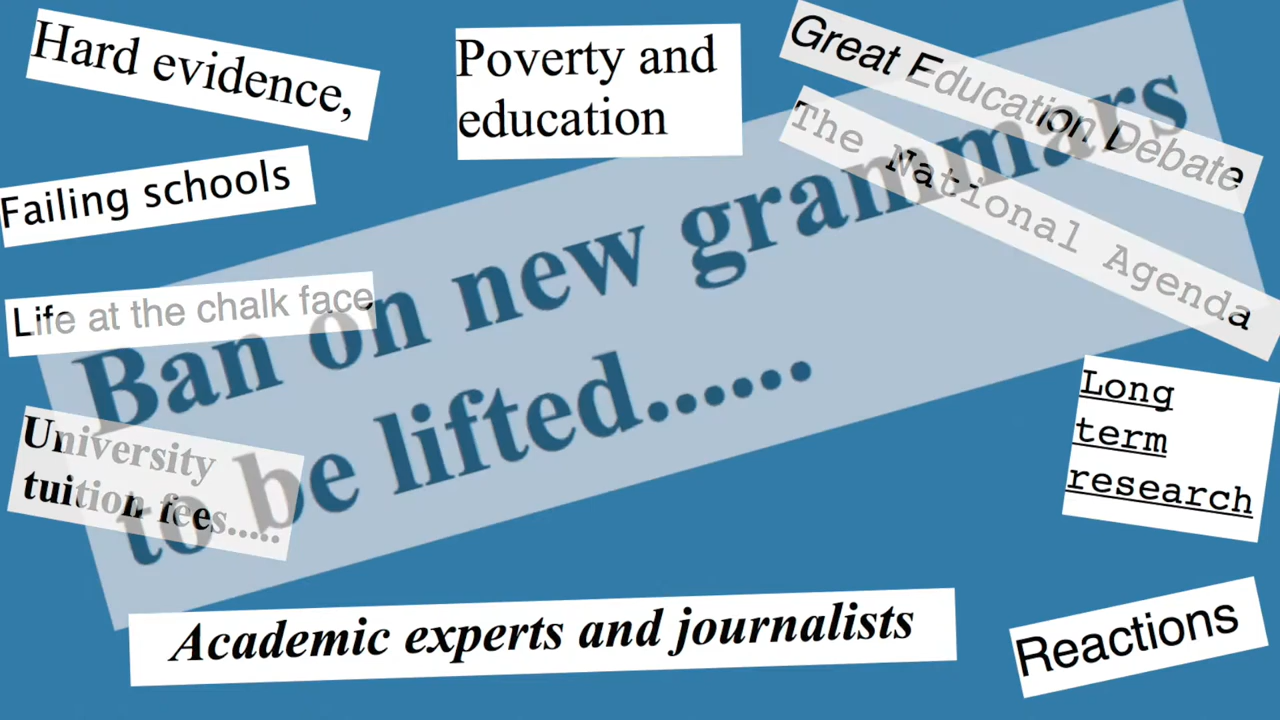 Hard evidence,
Poverty and
education
Great Education Debate
The National Agenda
Failing schools
Ban on new grammars
to be lifted......
Life at the chalk face
University
tuition fees.....
Long
term
research
Academic experts and journalists
Reactions